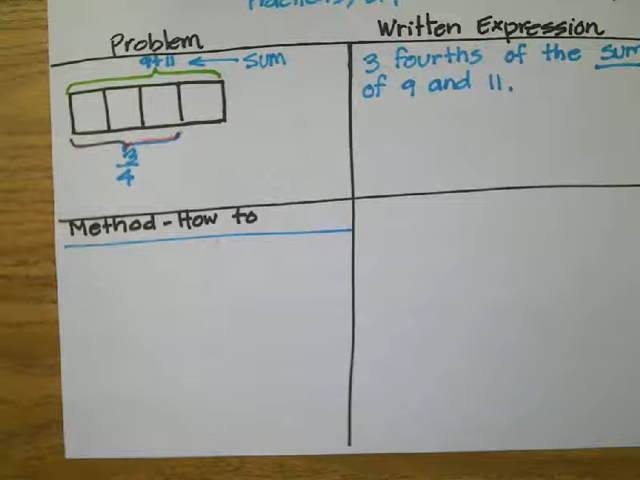 Problem
Written Expression
9+11 ← Sum
3 fourths of the sum
of 9 and 11.
3
4
Method - How to